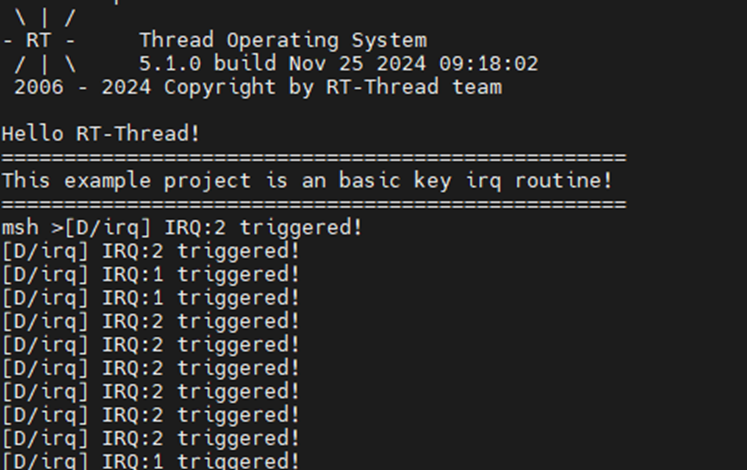 \ | /
- RT -     Thread Operating System
/ | \     5.1.0 build Nov 25 2024 09:18:02
2006 - 2024 Copyright by RT-Thread team
Hello RT-Thread!
==================================================
This example project is an basic key irq routine!
==================================================
msh >[D/irq] IRQ:2 triggered!
[D/irq] IRQ:2 triggered!
[D/irq] IRQ:1 triggered!
[D/irq] IRQ:1 triggered!
[D/irq] IRQ:2 triggered!
[D/irq] IRQ:2 triggered!
[D/irq] IRQ:2 triggered!
[D/irq] IRQ:2 triggered!
[D/irq] IRQ:2 triggered!
[D/irq] IRQ:2 triggered!
[D/irq] IRQ:1 triggered!